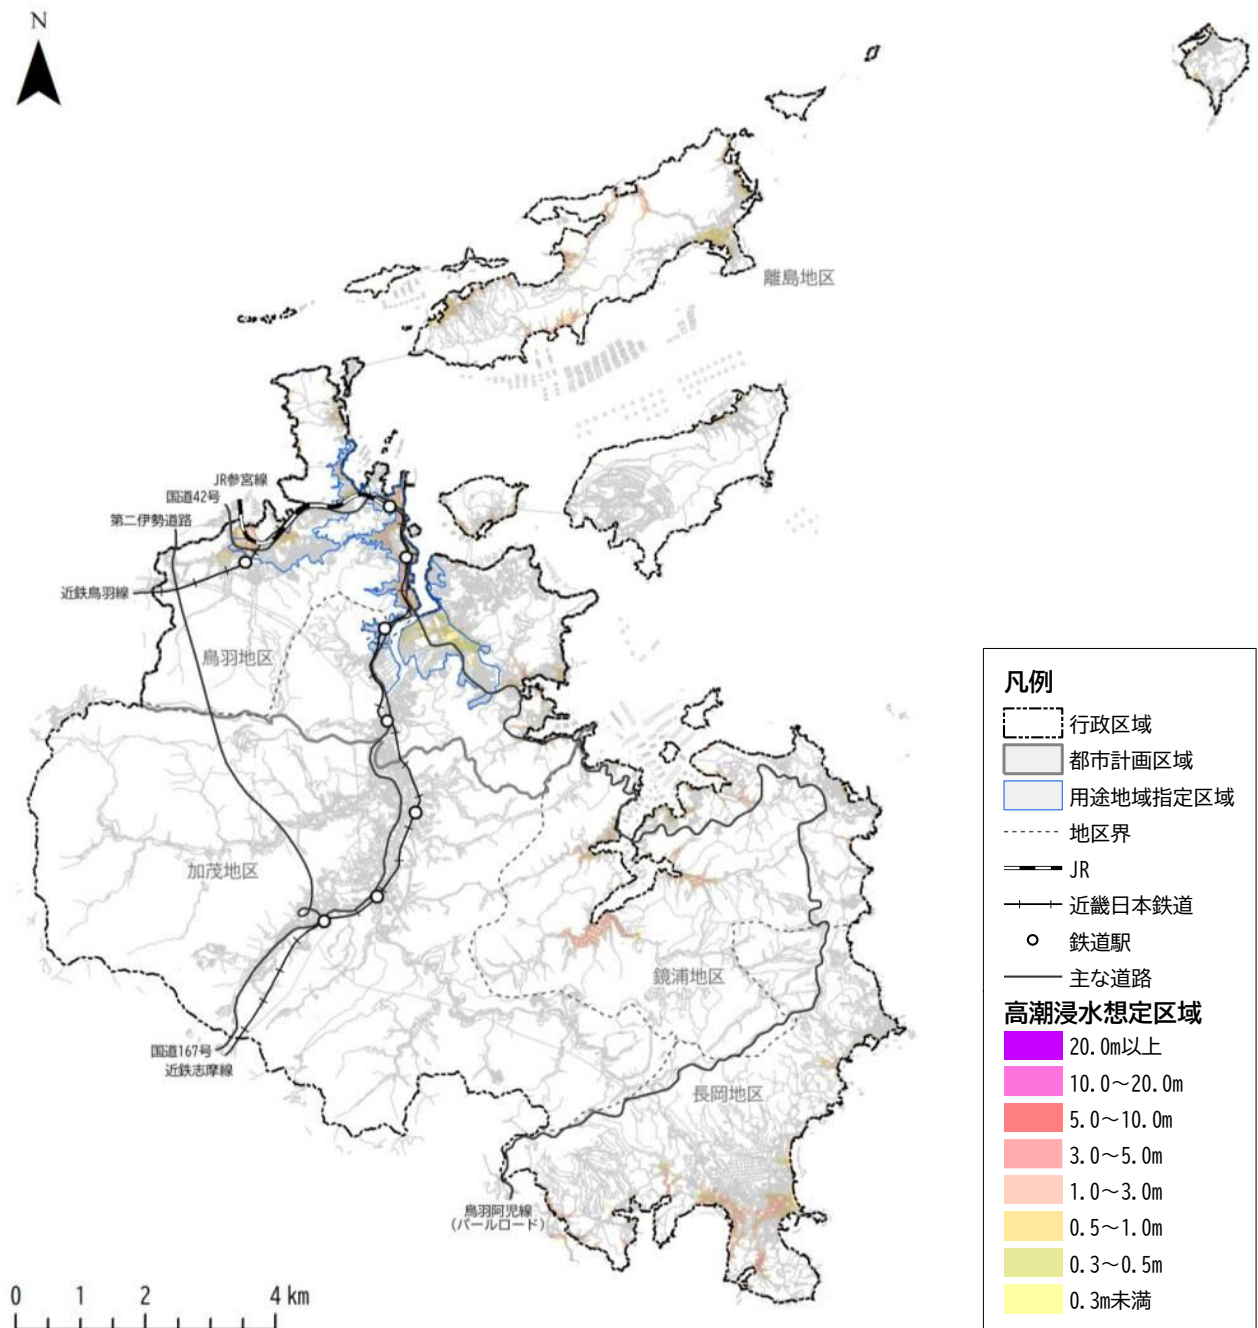 N
離島地区
JR参宮線
国道42号
第二伊勢道路
近鉄鳥羽線
鳥羽地区
加茂地区
鏡浦地区
国道167号
近鉄志摩線
長岡地区
鳥羽阿児線
(パールロード)
凡例
行政区域
都市計画区域
用途地域指定区域
地区界
JR
近畿日本鉄道
鉄道駅
主な道路
高潮浸水想定区域
20.0m以上
10.0～20.0m
5.0～10.0m
3.0～5.0m
1.0～3.0m
0.5～1.0m
0.3～0.5m
0.3m未満
0 1 2 4 km